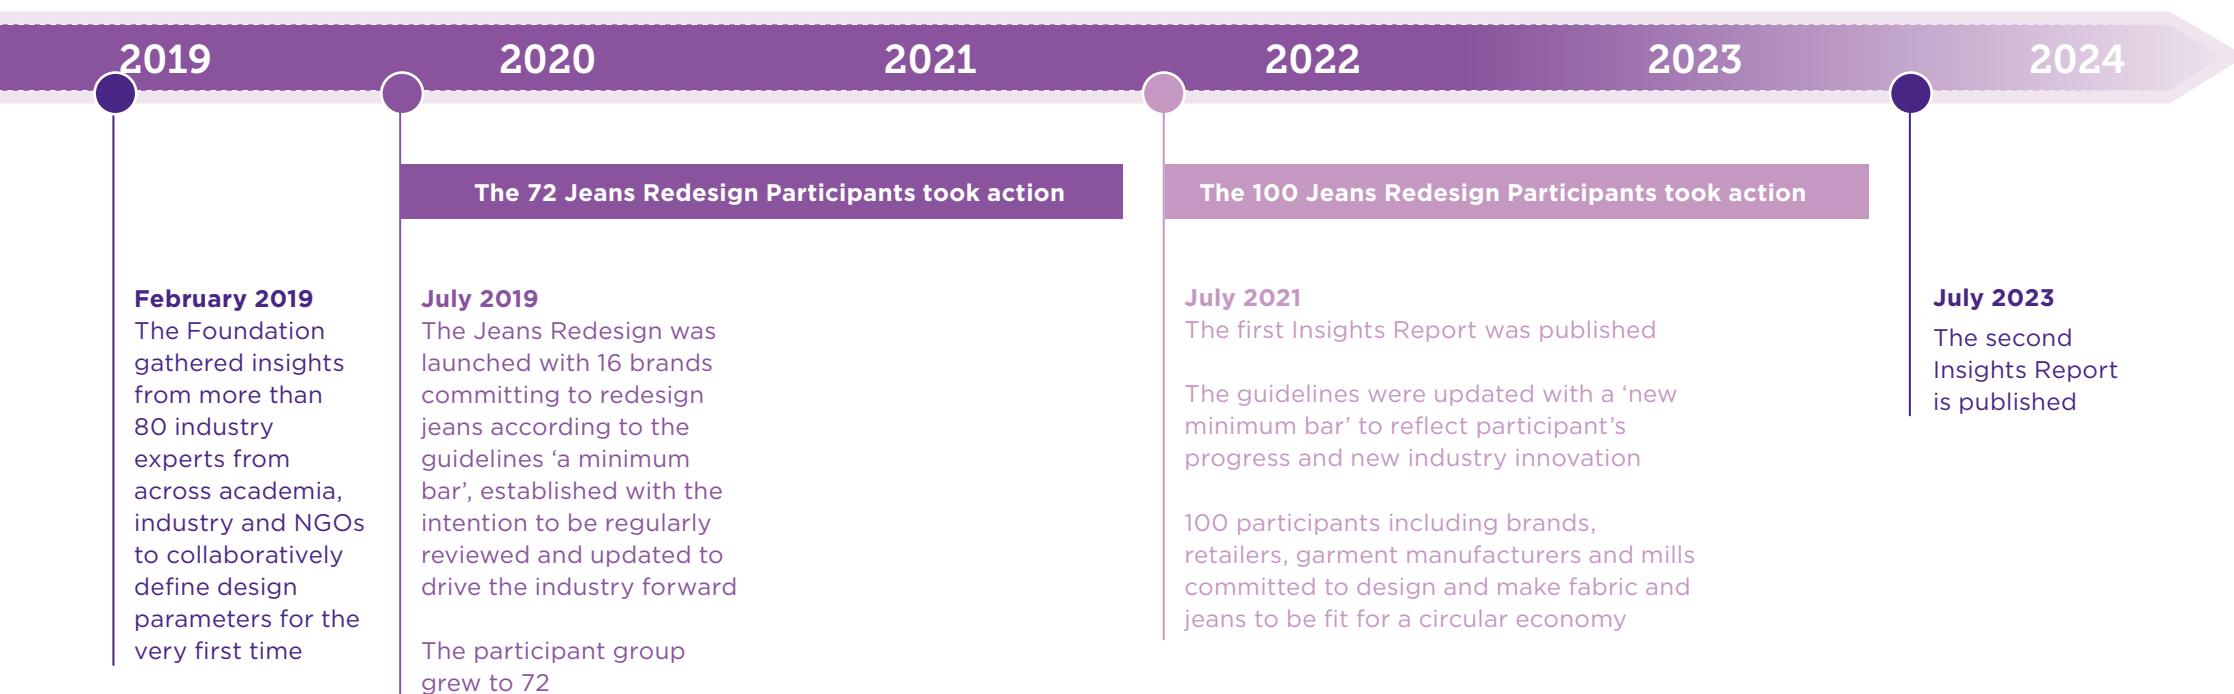 2019
2020
2021
2022
2023
2024
The 72 Jeans Redesign Participants took action
The 100 Jeans Redesign Participants took action
February 2019
The Foundation
gathered insights
from more than
80 industry
experts from
across academia,
industry and NGOs
to collaboratively
define design
parameters for the
very first time
July 2019
The Jeans Redesign was
launched with 16 brands
committing to redesign
jeans according to the
guidelines ‘a minimum
bar’, established with the
intention to be regularly
reviewed and updated to
drive the industry forward
The participant group
grew to 72
July 2021
The first Insights Report was published
The guidelines were updated with a ‘new
minimum bar’ to reflect participant’s
progress and new industry innovation
100 participants including brands,
retailers, garment manufacturers and mills
committed to design and make fabric and
jeans to be fit for a circular economy
July 2023
The second
Insights Report
is published